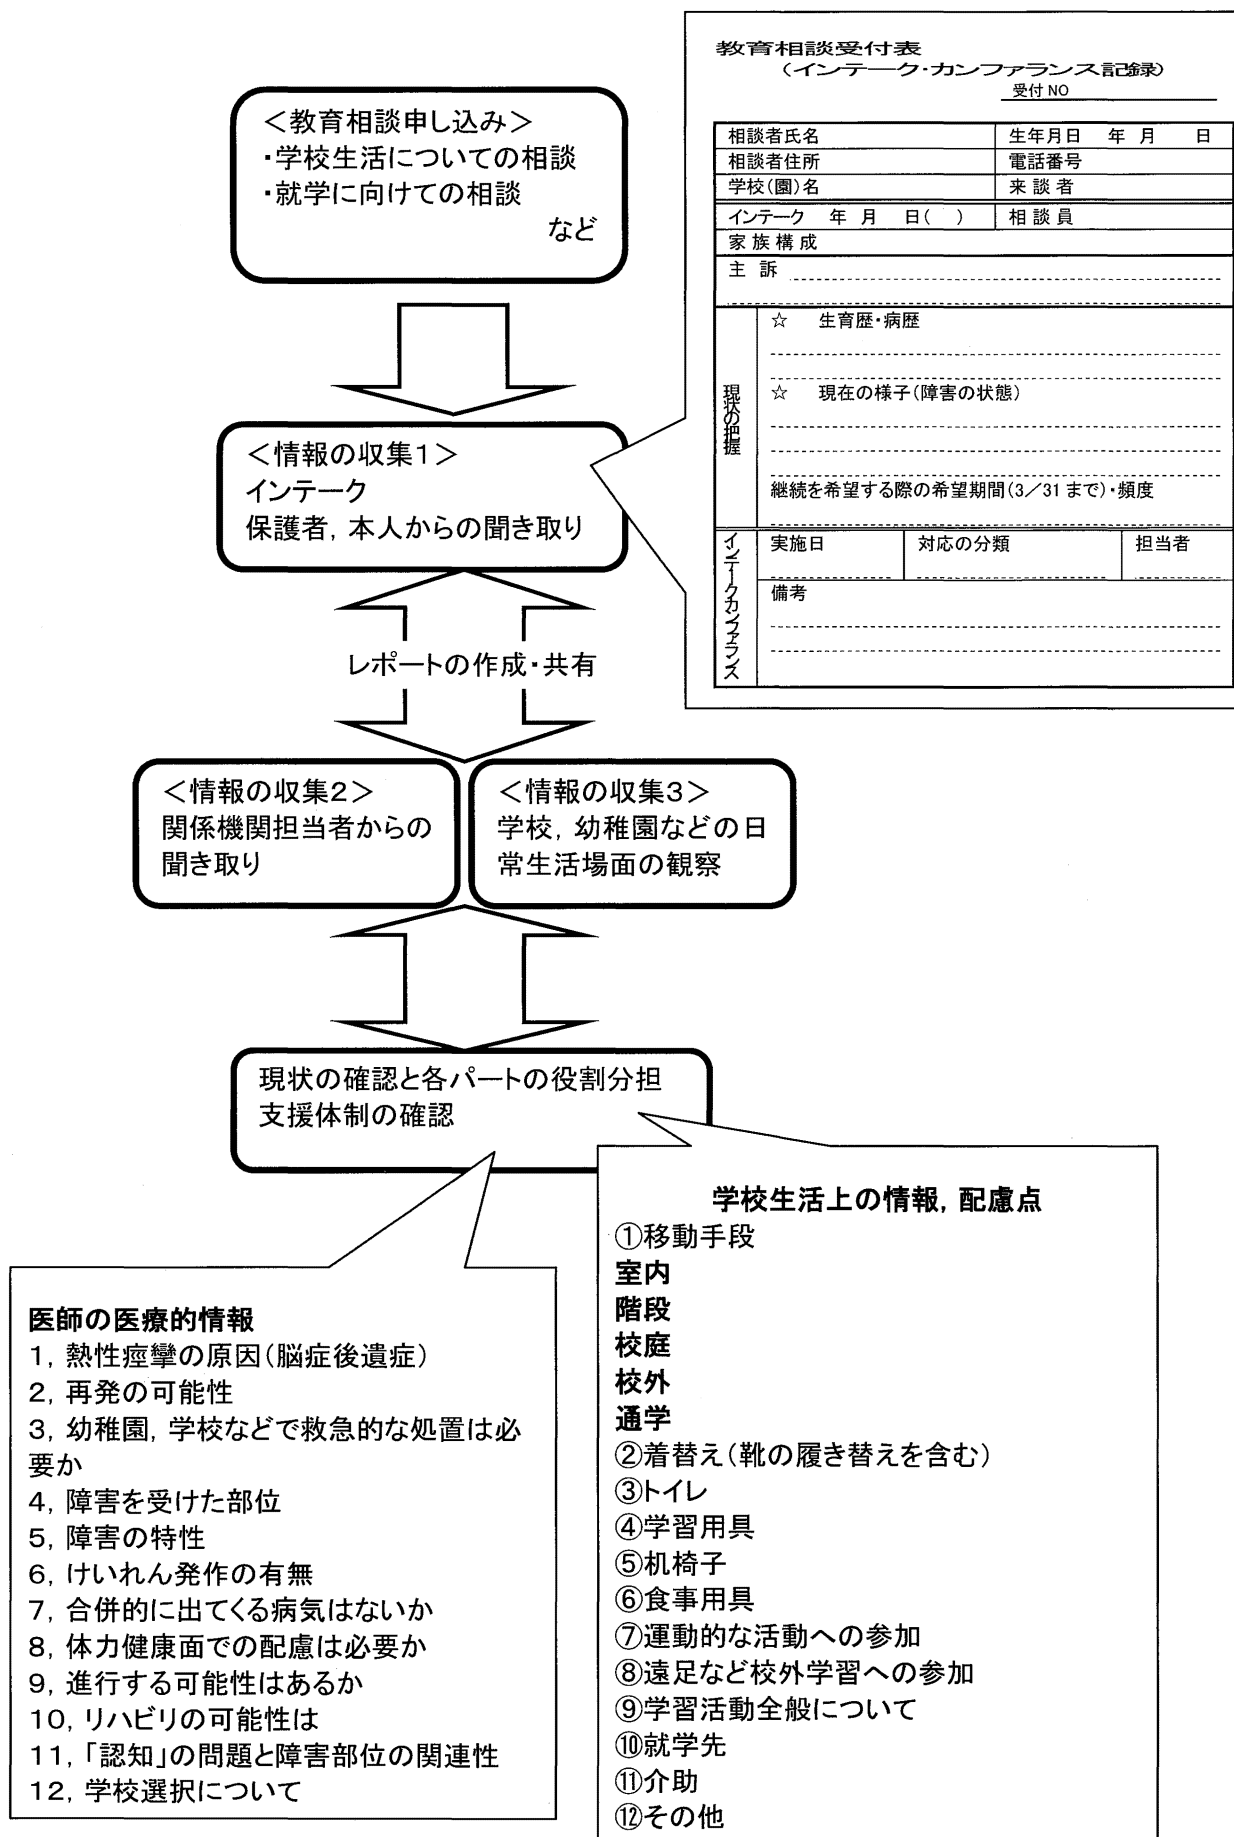 教育相談受付表
(インテーク・カンファランス記録)
受付 NO
相談者氏名 生年月日 年 月 日
相談者住所 電話番号
学校(園)名 来談者
インテーク 年 月 日( ) 相談員
家族構成
主訴
現状の把握
☆ 生育歴・病歴
☆ 現在の様子(障害の状態)
継続を希望する際の希望期間(3/31 まで)・頻度
インテークカンファランス
実施日 対応の分類 担当者
備考
<教育相談申し込み>
・学校生活についての相談
・就学に向けての相談
など
<情報の収集1>
インテーク
保護者,本人からの聞き取り
レポートの作成・共有
<情報の収集2>
関係機関担当者からの
聞き取り
<情報の収集3>
学校,幼稚園などの日
常生活場面の観察
現状の確認と各パートの役割分担
支援体制の確認
医師の医療的情報
1,熱性痙攣の原因(脳症後遺症)
2,再発の可能性
3,幼稚園,学校などで救急的な処置は必
要か
4,障害を受けた部位
5,障害の特性
6,けいれん発作の有無
7,合併的に出てくる病気はないか
8,体力健康面での配慮は必要か
9,進行する可能性はあるか
10,リハビリの可能性は
11,「認知」の問題と障害部位の関連性
12,学校選択について
学校生活上の情報,配慮点
①移動手段
室内
階段
校庭
校外
通学
②着替え(靴の履き替えを含む)
③トイレ
④学習用具
⑤机椅子
⑥食事用具
⑦運動的な活動への参加
⑧遠足など校外学習への参加
⑨学習活動全般について
⑩就学先
⑪介助
⑫その他